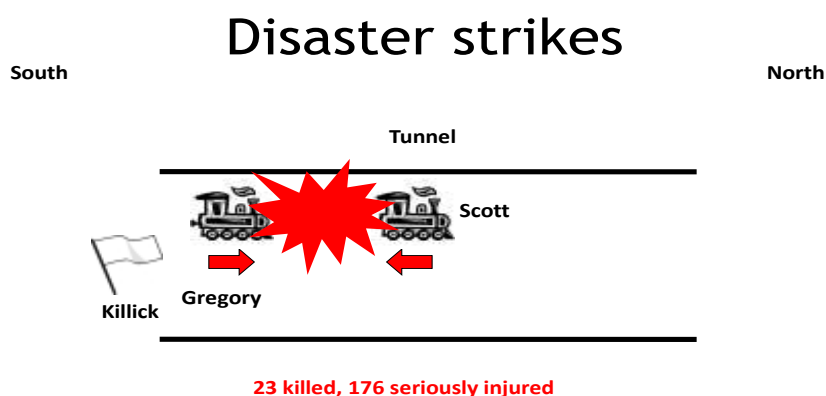 Disaster strikes
South
North
Tunnel
Scott
Gregory
Killick
23 killed, 176 seriously injured